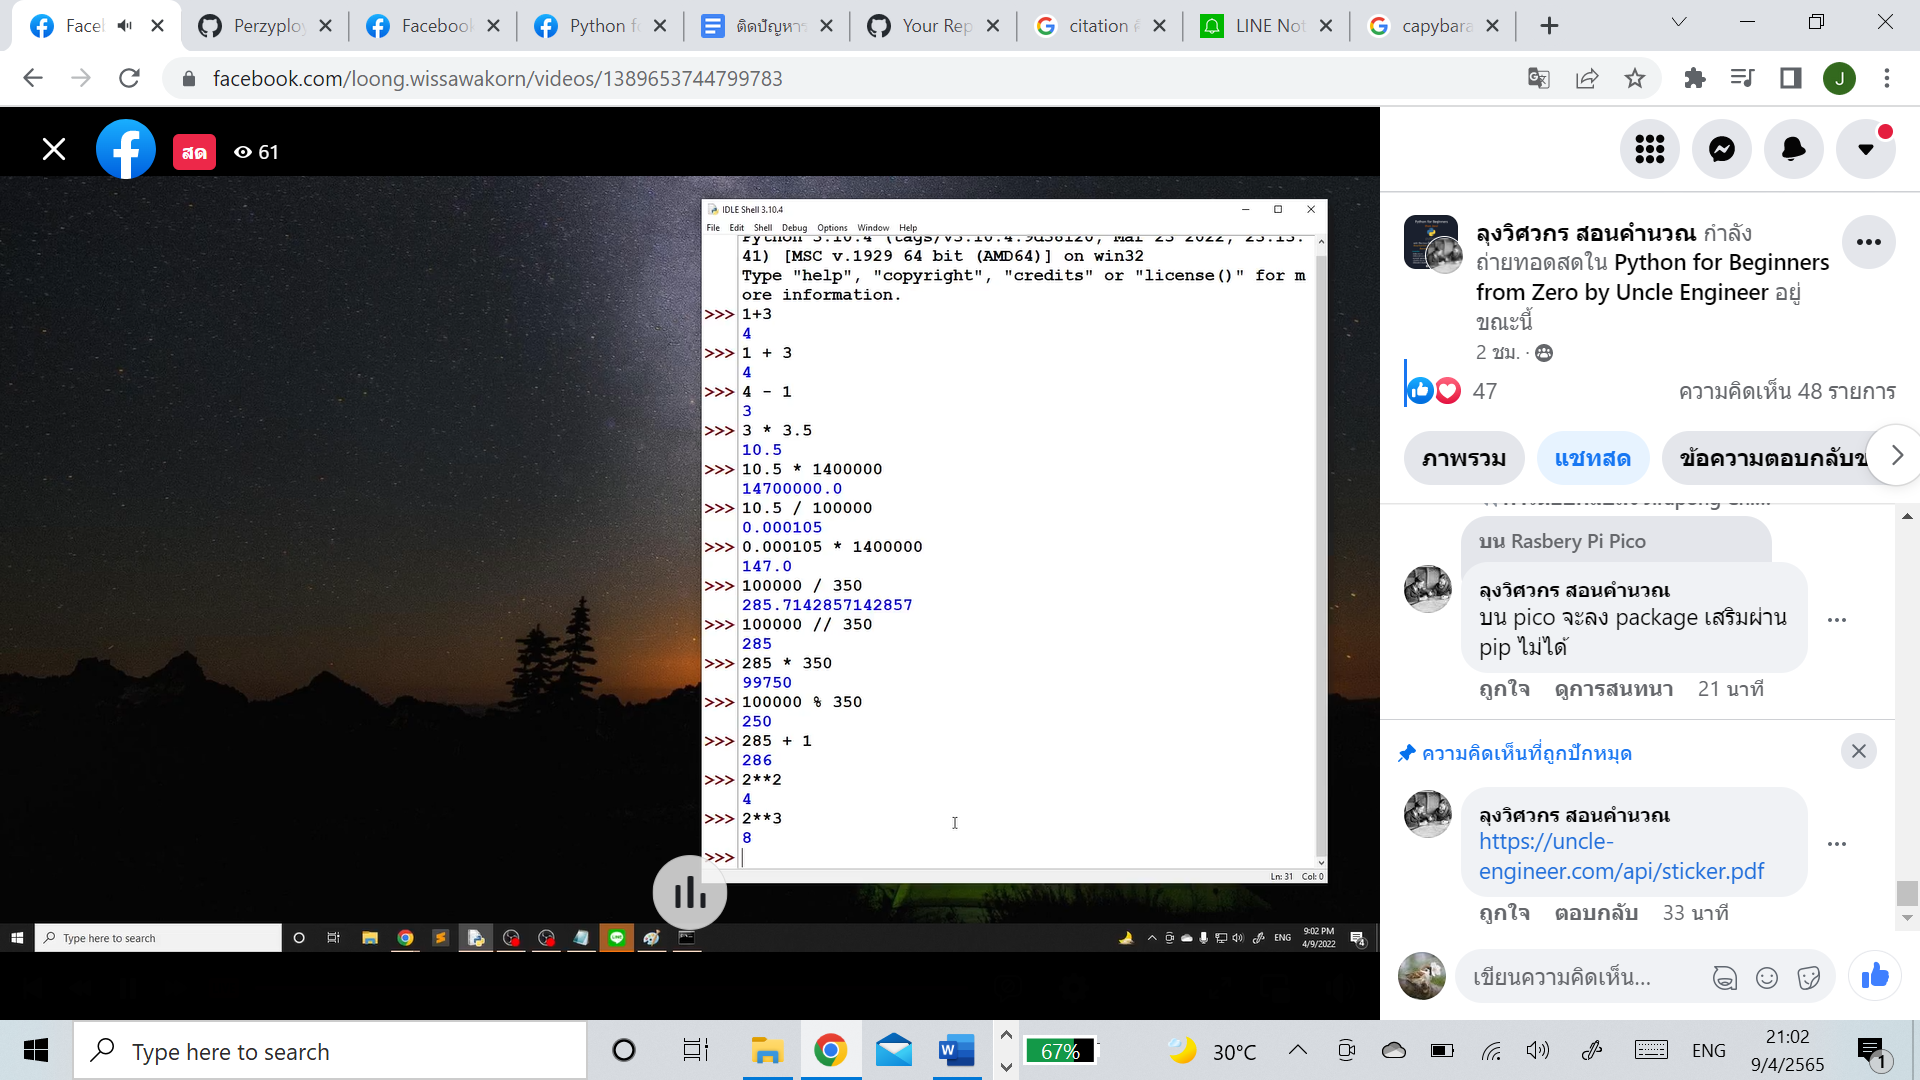 Facel
Perzyploy
Facebook
Python fo
ติดปัญหาร
Your Rep
citation
LINE Not
capybara
facebook.com/loong.wissawakorn/videos/1389653744799783
J
สด
61
IDLE Shell 3.10.4
File Edit Shell Debug Options Window Help
41) [MSC v.1929 64 bit (AMD64)] on win32
Type "help", "copyright", "credits" or "license()" for m
ore information.
>>> 1+3
4
>>> 1 + 3
4
>>> 4 - 1
3
>>> 3 * 3.5
10.5
>>> 10.5 * 1400000
14700000.0
>>> 10.5 / 100000
0.000105
>>> 0.000105 * 1400000
147.0
>>> 100000 / 350
285.7142857142857
>>> 100000 // 350
285
>>> 285 * 350
99750
>>> 100000 % 350
250
>>> 285 + 1
286
>>> 2**2
4
>>> 2**3
8
>>>
Ln: 31 Col: 0
Type here to search
ENG
9:02 PM
4/9/2022
4
ลุงวิศวกร สอนคำนวณ กำลัง
ถ่ายทอดสดใน Python for Beginners
from Zero by Uncle Engineer อยู่
ขณะนี้
2 ชม. ·
47
ความคิดเห็น 48 รายการ
ภาพรวม
แชทสด
ข้อความตอบกลับข
บน Rasbery Pi Pico
ลุงวิศวกร สอนคำนวณ
บน pico จะลง package เสริมผ่าน
pip ไม่ได้
ถูกใจ ดูการสนทนา 21 นาที
ความคิดเห็นที่ถูกปักหมุด
ลุงวิศวกร สอนคำนวณ
https://uncle-
engineer.com/api/sticker.pdf
ถูกใจ ตอบกลับ 33 นาที
เขียนความคิดเห็น...
Type here to search
67%
30°C
ENG
21:02
9/4/2565
1